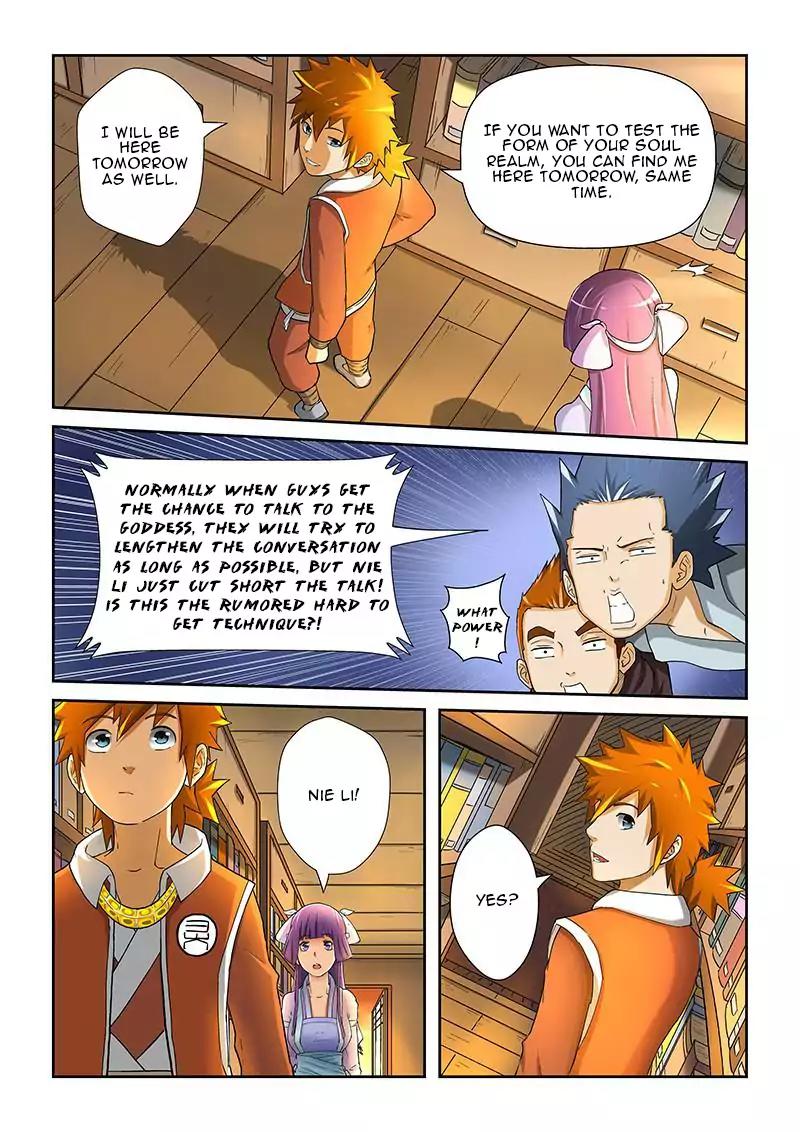 I WILL BE
HERE
TOMORROW
AS WELL.
IF YOU WANT TO TEST THE
FORM OF YOUR SOUL
REALM, YOU CAN FIND ME
HERE TOMORROW, SAME
TIME.
NORMALLY WHEN GUYS GET
THE CHANCE TO TALK TO THE
GODDESS, THEY WILL TRY TO
LENGTHEN THE CONVERSATION
AS LONG AS POSSIBLE, BUT NIE
LI JUST CUT SHORT THE TALK!
IS THIS THE RUMORED HARD TO
GET TECHNIQUE?!
WHAT
POWER
!
NIE LI!
YES?